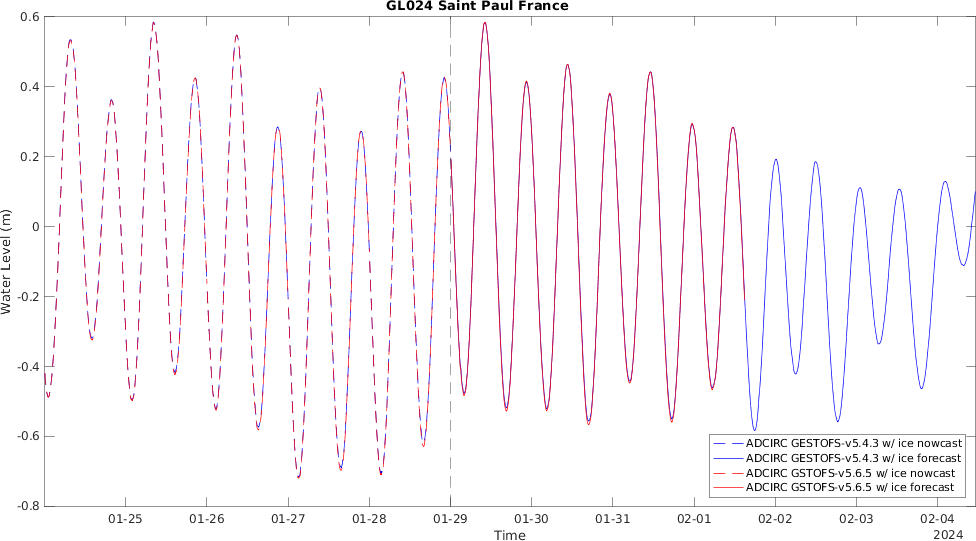 GL024 Saint Paul France
0.6
0.4
0.2
0
-0.2
-0.4
-0.6
-0.8
Water Level (m)
01-25 01-26 01-27 01-28 01-29 01-30 01-31 02-01 02-02 02-03 02-04
Time
2024
ADCIRC GESTOFS-v5.4.3 w/ ice nowcast
ADCIRC GESTOFS-v5.4.3 w/ ice forecast
ADCIRC GSTOFS-v5.6.5 w/ ice nowcast
ADCIRC GSTOFS-v5.6.5 w/ ice forecast